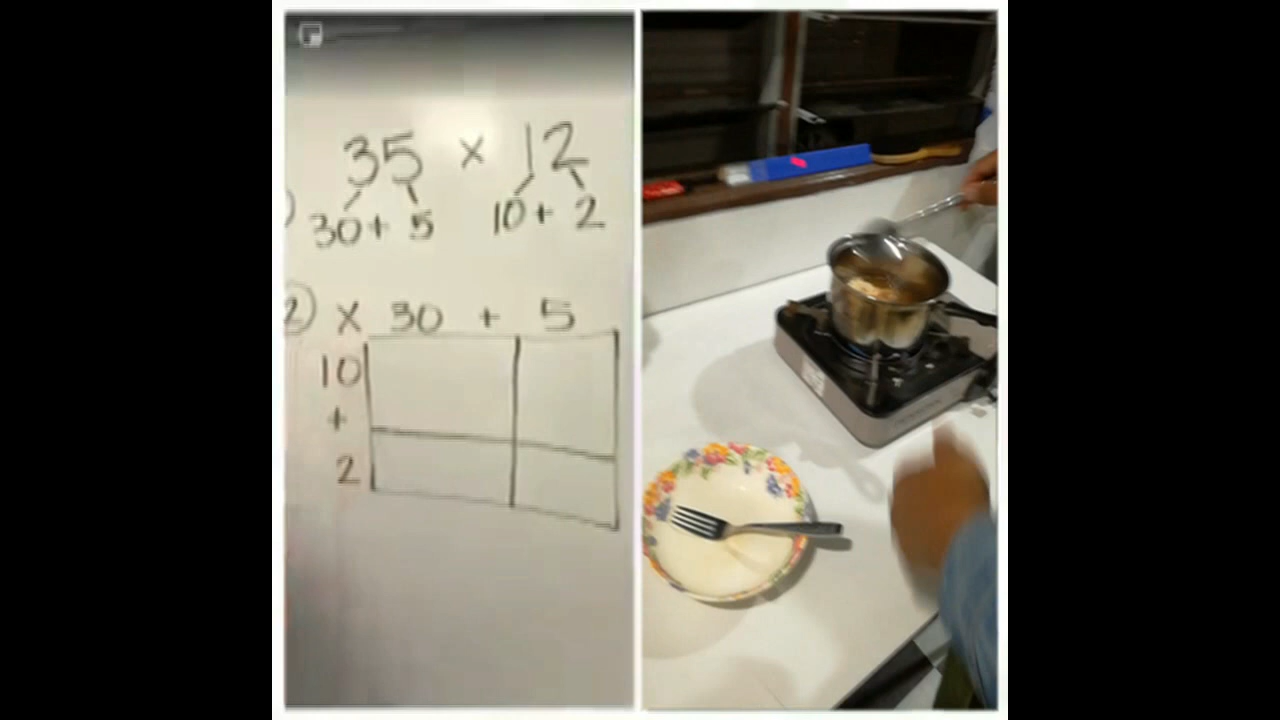 35 x 12
) 30+ 5 10+ 2
2) x 30 + 5
10
+
2